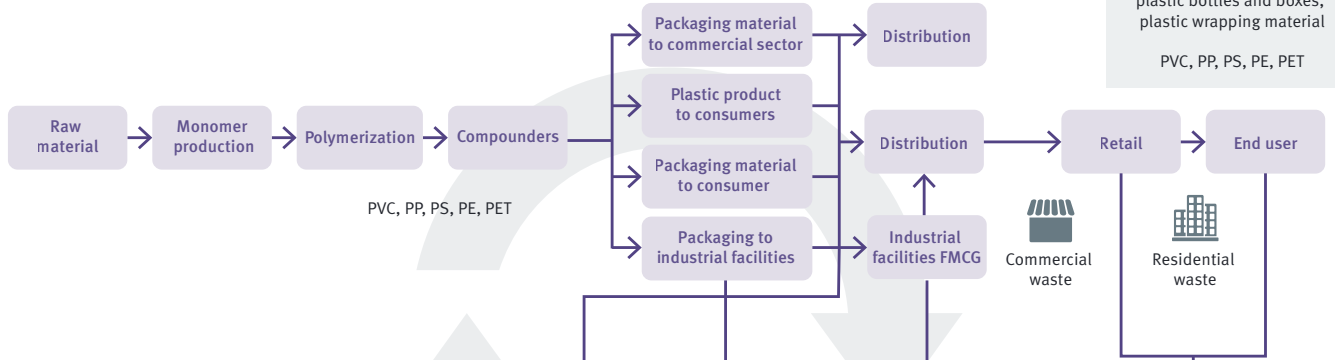 plastic bottles and boxes,
plastic wrapping material
PVC, PP, PS, PE, PET
Packaging material
to commercial sector
Distribution
Raw
material
Monomer
production
Polymerization
Compounders
Plastic product
to consumers
Packaging material
to consumer
Distribution
Retail
End user
PVC, PP, PS, PE, PET
Packaging to
industrial facilities
Industrial
facilities FMCG
Commercial
waste
Residential
waste